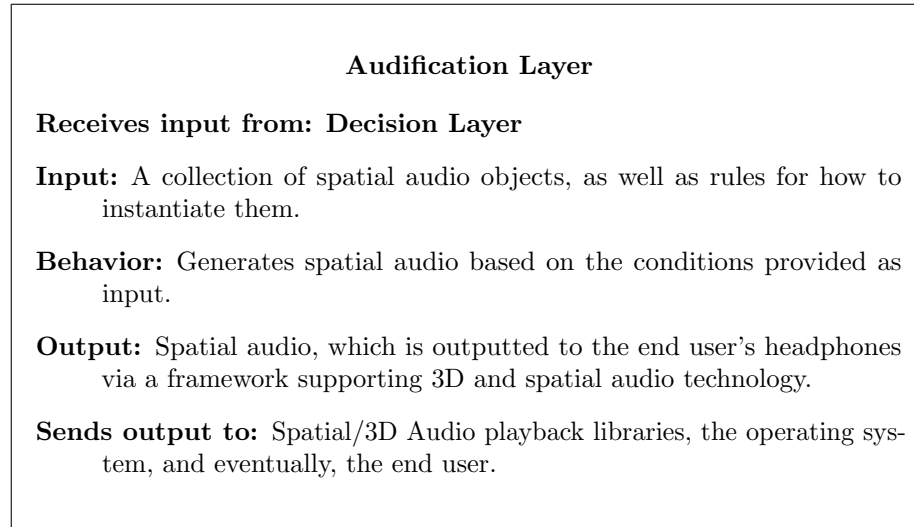 Audification Layer
Receives input from: Decision Layer
Input: A collection of spatial audio objects, as well as rules for how to
instantiate them.
Behavior: Generates spatial audio based on the conditions provided as
input.
Output: Spatial audio, which is outputted to the end user's headphones
via a framework supporting 3D and spatial audio technology.
Sends output to: Spatial/3D Audio playback libraries, the operating sys-
tem, and eventually, the end user.